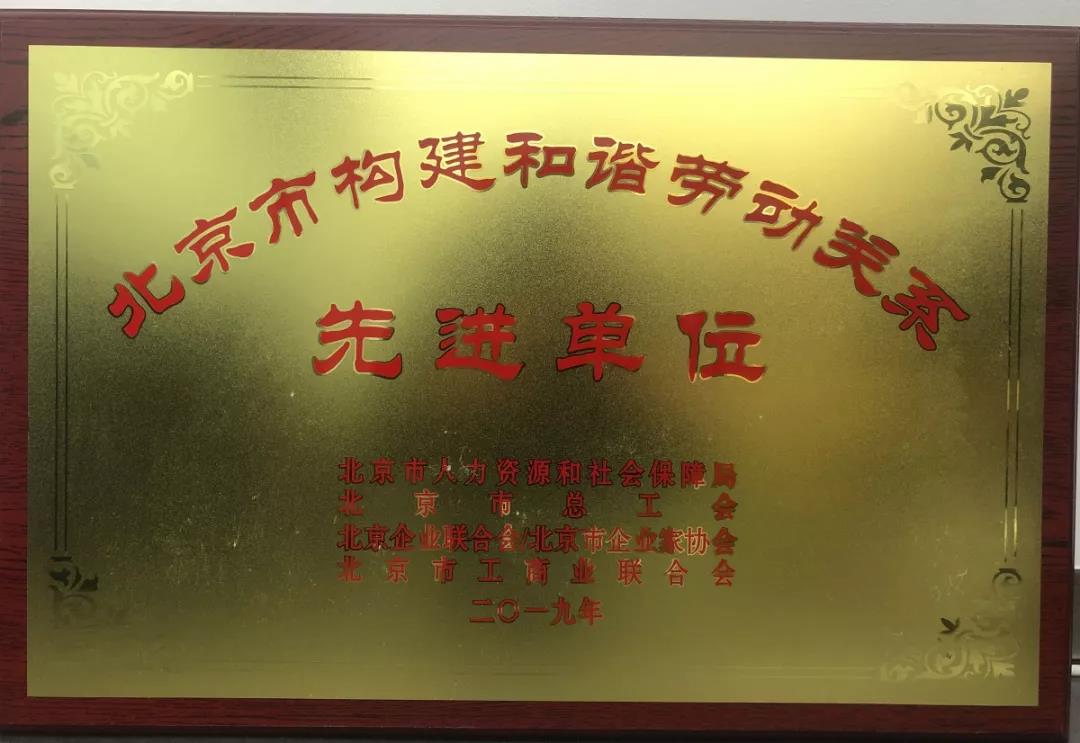 北京市构建和谐劳动关系
先进单位
北京市人力资源和社会保障局
北京市总工会
北京企业联合会/北京市企业家协会
北京市工商业联合会
二〇一九年